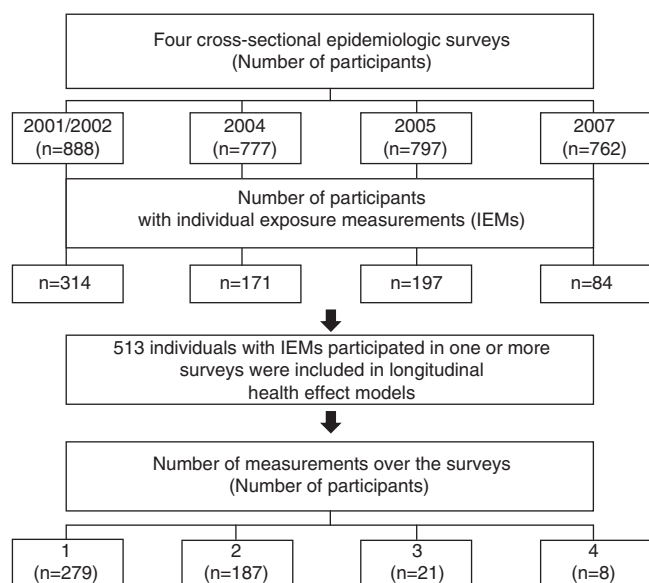 Four cross-sectional epidemiologic surveys
(Number of participants)
2001/2002
(n=888)
2004
(n=777)
2005
(n=797)
2007
(n=762)
Number of participants
with individual exposure measurements (IEMs)
n=314
n=171
n=197
n=84
513 individuals with IEMs participated in one or more
surveys were included in longitudinal
health effect models
Number of measurements over the surveys
(Number of participants)
1
(n=279)
2
(n=187)
3
(n=21)
4
(n=8)